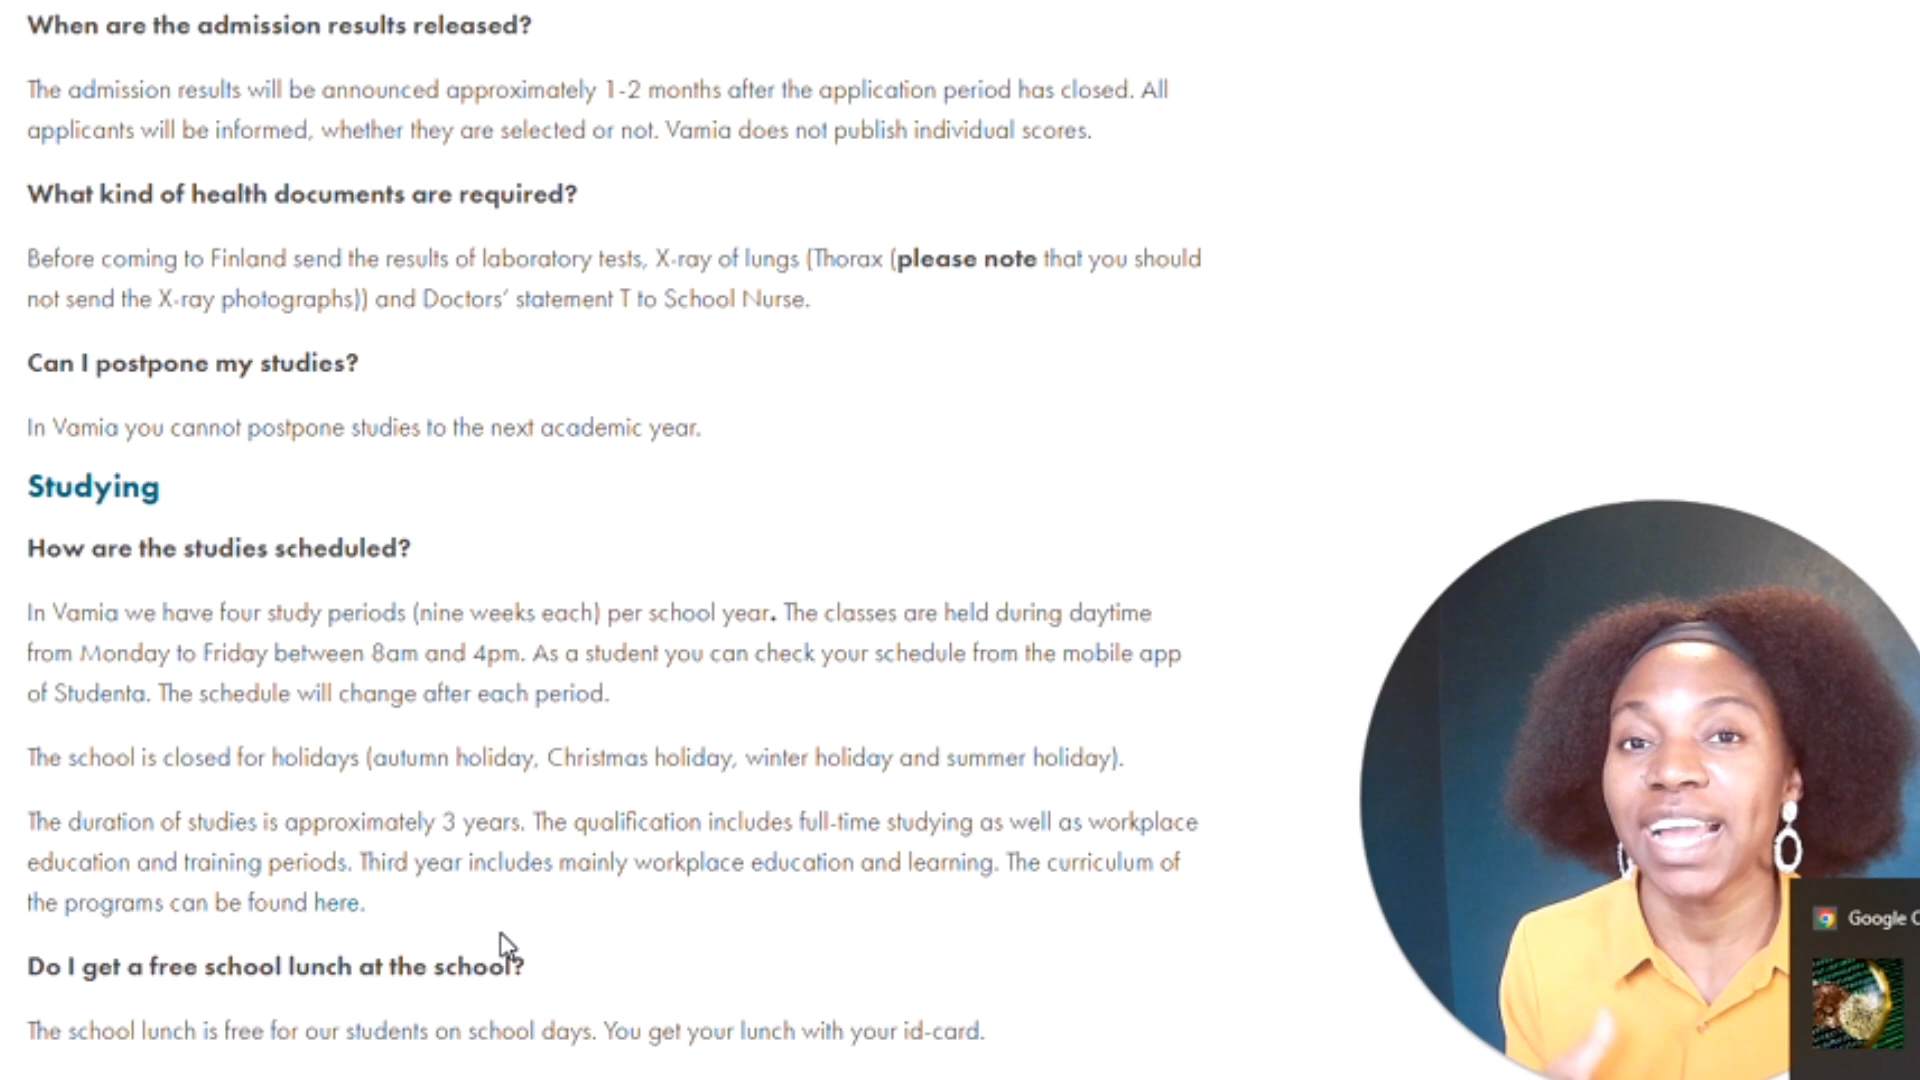 When are the admission results released?
The admission results will be announced approximately 1-2 months after the application period has closed. All
applicants will be informed, whether they are selected or not. Vamia does not publish individual scores.
What kind of health documents are required?
Before coming to Finland send the results of laboratory tests, X-ray of lungs (Thorax (please note that you should
not send the X-ray photographs)) and Doctors' statement T to School Nurse.
Can I postpone my studies?
In Vamia you cannot postpone studies to the next academic year.
Studying
How are the studies scheduled?
In Vamia we have four study periods (nine weeks each) per school year. The classes are held during daytime
from Monday to Friday between 8am and 4pm. As a student you can check your schedule from the mobile app
of Studenta. The schedule will change after each period.
The school is closed for holidays (autumn holiday, Christmas holiday, winter holiday and summer holiday).
The duration of studies is approximately 3 years. The qualification includes full-time studying as well as workplace
education and training periods. Third year includes mainly workplace education and learning. The curriculum of
the programs can be found here.
Do I get a free school lunch at the school?
The school lunch is free for our students on school days. You get your lunch with your id-card.
Google